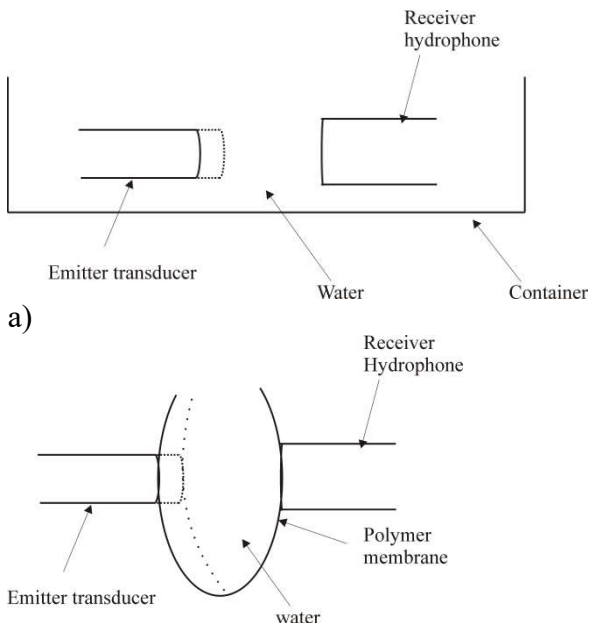 Receiver
hydrophone
Emitter transducer
Water
Container
a)
Receiver
Hydrophone
Polymer
membrane
Emitter transducer
water